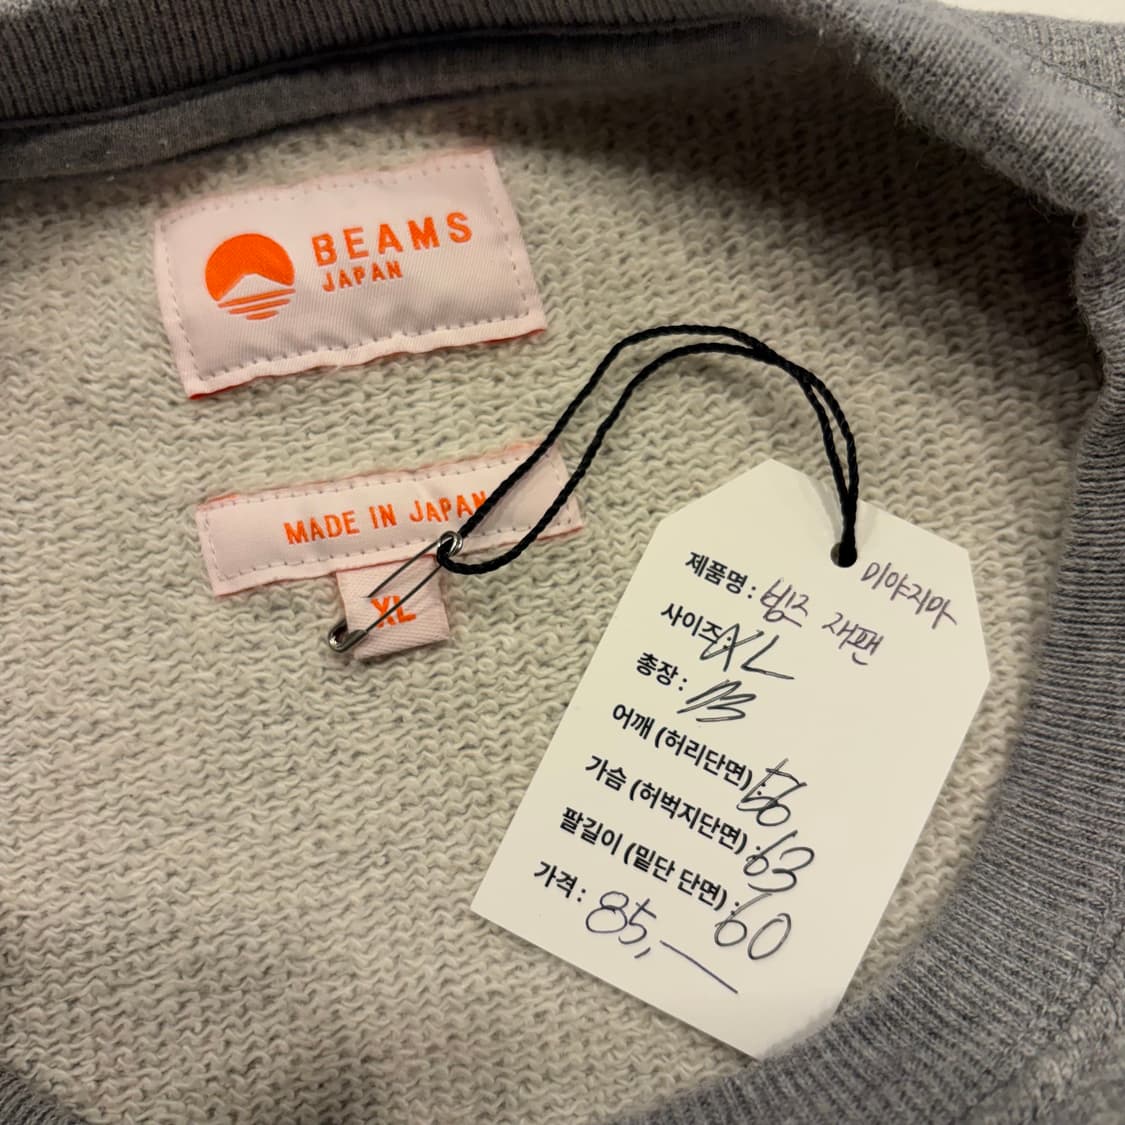 BEAMS
JAPAN
MADE IN JAPAN
XL
미야지마
제품명 : 빔즈 재팬
사이즈: XL
총장 : 73
어깨 (허리단면) : 56
가슴 (허벅지단면) : 63
팔길이 (밑단 단면) : 60
가격 : 85,—